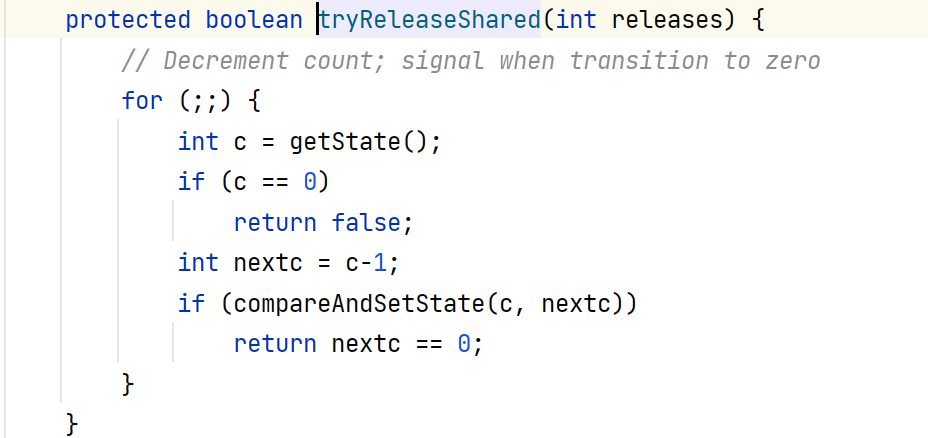 protected boolean tryReleaseShared(int releases) {
// Decrement count; signal when transition to zero
for (;;) {
int c = getState();
if (c == 0)
return false;
int nextc = c-1;
if (compareAndSetState(c, nextc))
return nextc == 0;
}
}